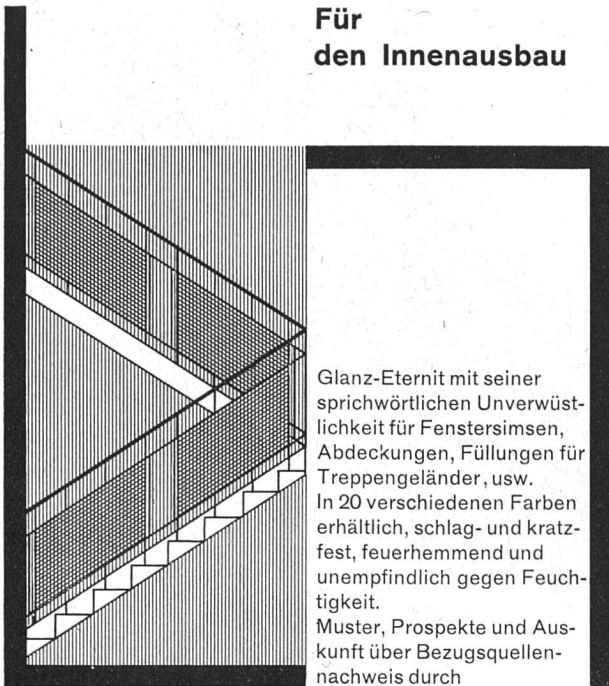 Für
den Innenausbau
Glanz-Eternit mit seiner
sprichwörtlichen Unverwüst-
lichkeit für Fenstersimsen,
Abdeckungen, Füllungen für
Treppengeländer, usw.
In 20 verschiedenen Farben
erhältlich, schlag- und kratz-
fest, feuerhemmend und
unempfindlich gegen Feuch-
tigkeit.
Muster, Prospekte und Aus-
kunft über Bezugsquellen-
nachweis durch